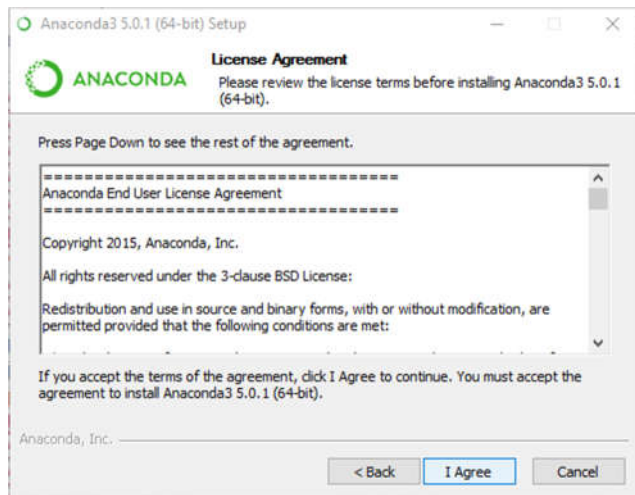 Anaconda3 5.0.1 (64-bit) Setup
ANACONDA
License Agreement
Please review the license terms before installing Anaconda3 5.0.1
(64-bit).
Press Page Down to see the rest of the agreement.
====================================
Anaconda End User License Agreement
====================================
Copyright 2015, Anaconda, Inc.
All rights reserved under the 3-clause BSD License:
Redistribution and use in source and binary forms, with or without modification, are
permitted provided that the following conditions are met:
If you accept the terms of the agreement, click I Agree to continue. You must accept the
agreement to install Anaconda3 5.0.1 (64-bit).
Anaconda, Inc.
< Back
I Agree
Cancel